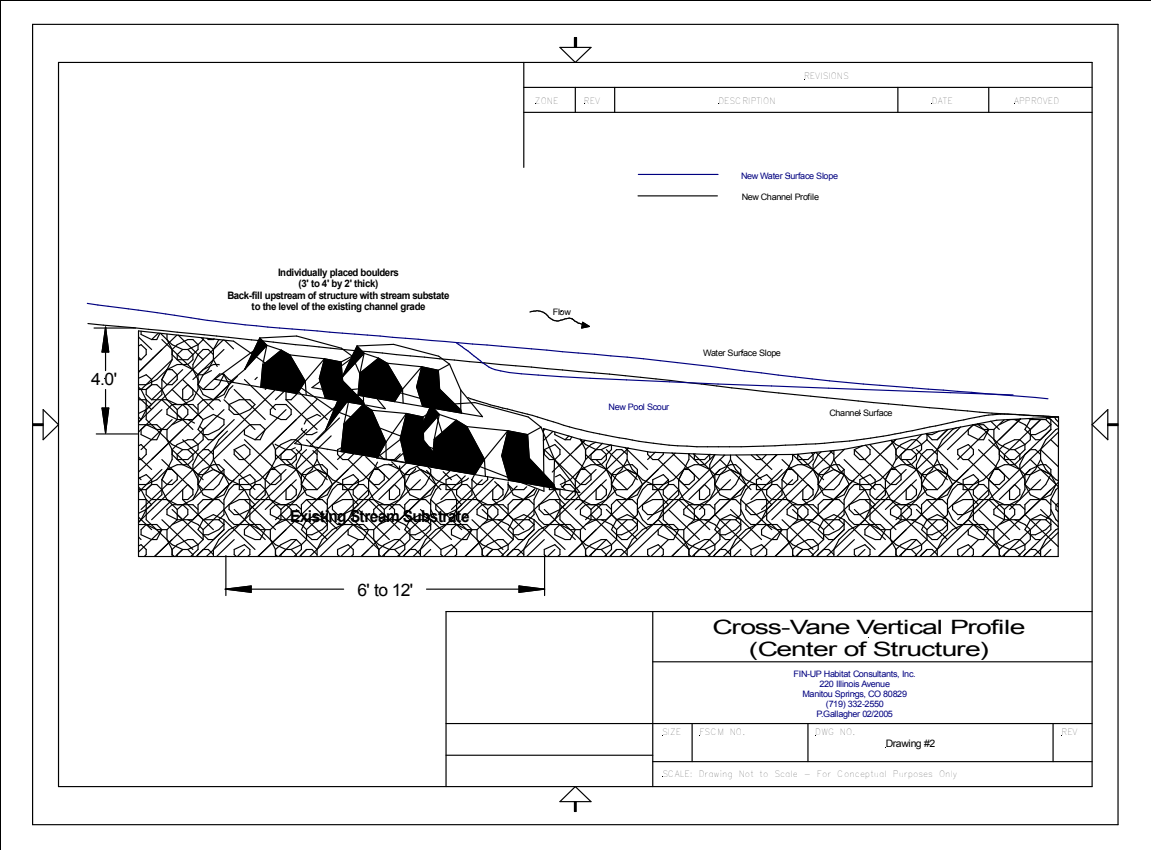 REVISIONS
ZONE REV DESCRIPTION DATE APPROVED
New Water Surface Slope
New Channel Profile
Individually placed boulders
(3' to 4' by 2' thick)
Back-fill upstream of structure with stream substate
to the level of the existing channel grade
Flow
Water Surface Slope
4.0'
New Pool Scour
Channel Surface
Existing Stream Substrate
6' to 12'
Cross-Vane Vertical Profile
(Center of Structure)
FIN-UP Habitat Consultants, Inc.
220 Illinois Avenue
Manitou Springs, CO 80829
(719) 332-2550
P.Gallagher 02/2005
SIZE FSCM NO. DWG NO. REV
Drawing #2
SCALE: Drawing Not to Scale - For Conceptual Purposes Only